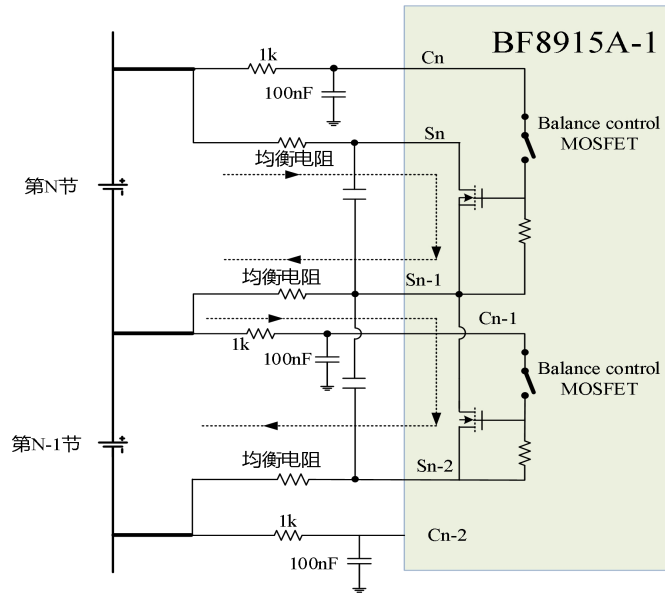 BF8915A-1
1k
Cn
100nF
Balance control
MOSFET
Sn
均衡电阻
第N节
均衡电阻
Sn-1
Cn-1
1k
100nF
Balance control
MOSFET
第N-1节
均衡电阻
Sn-2
1k
Cn-2
100nF